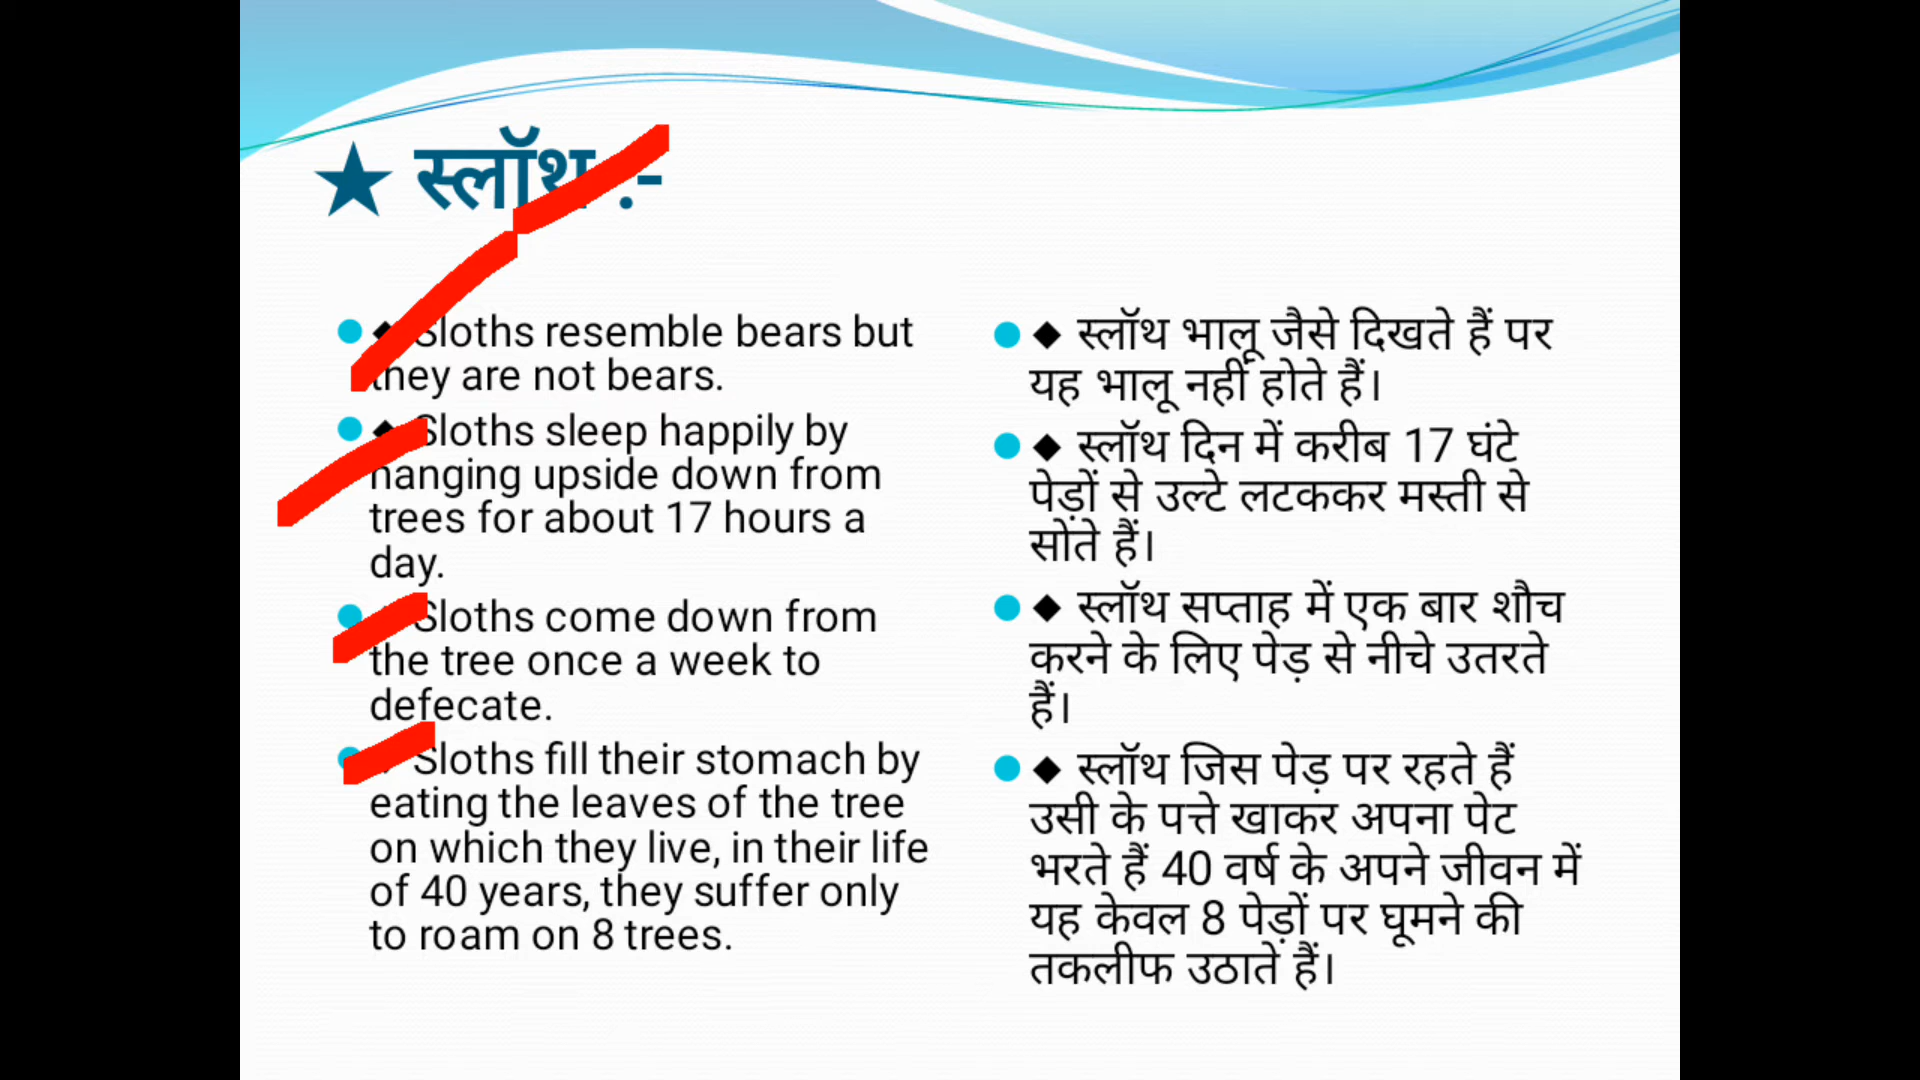 ★ स्लॉथ :-
◆ Sloths resemble bears but
they are not bears.
◆ Sloths sleep happily by
hanging upside down from
trees for about 17 hours a
day.
Sloths come down from
the tree once a week to
defecate.
Sloths fill their stomach by
eating the leaves of the tree
on which they live, in their life
of 40 years, they suffer only
to roam on 8 trees.
◆ स्लॉथ भालू जैसे दिखते हैं पर
यह भालू नहीं होते हैं।
◆ स्लॉथ दिन में करीब 17 घंटे
पेड़ों से उल्टे लटककर मस्ती से
सोते हैं।
◆ स्लॉथ सप्ताह में एक बार शौच
करने के लिए पेड़ से नीचे उतरते
हैं।
◆ स्लॉथ जिस पेड़ पर रहते हैं
उसी के पत्ते खाकर अपना पेट
भरते हैं 40 वर्ष के अपने जीवन में
यह केवल 8 पेड़ों पर घूमने की
तकलीफ उठाते हैं।